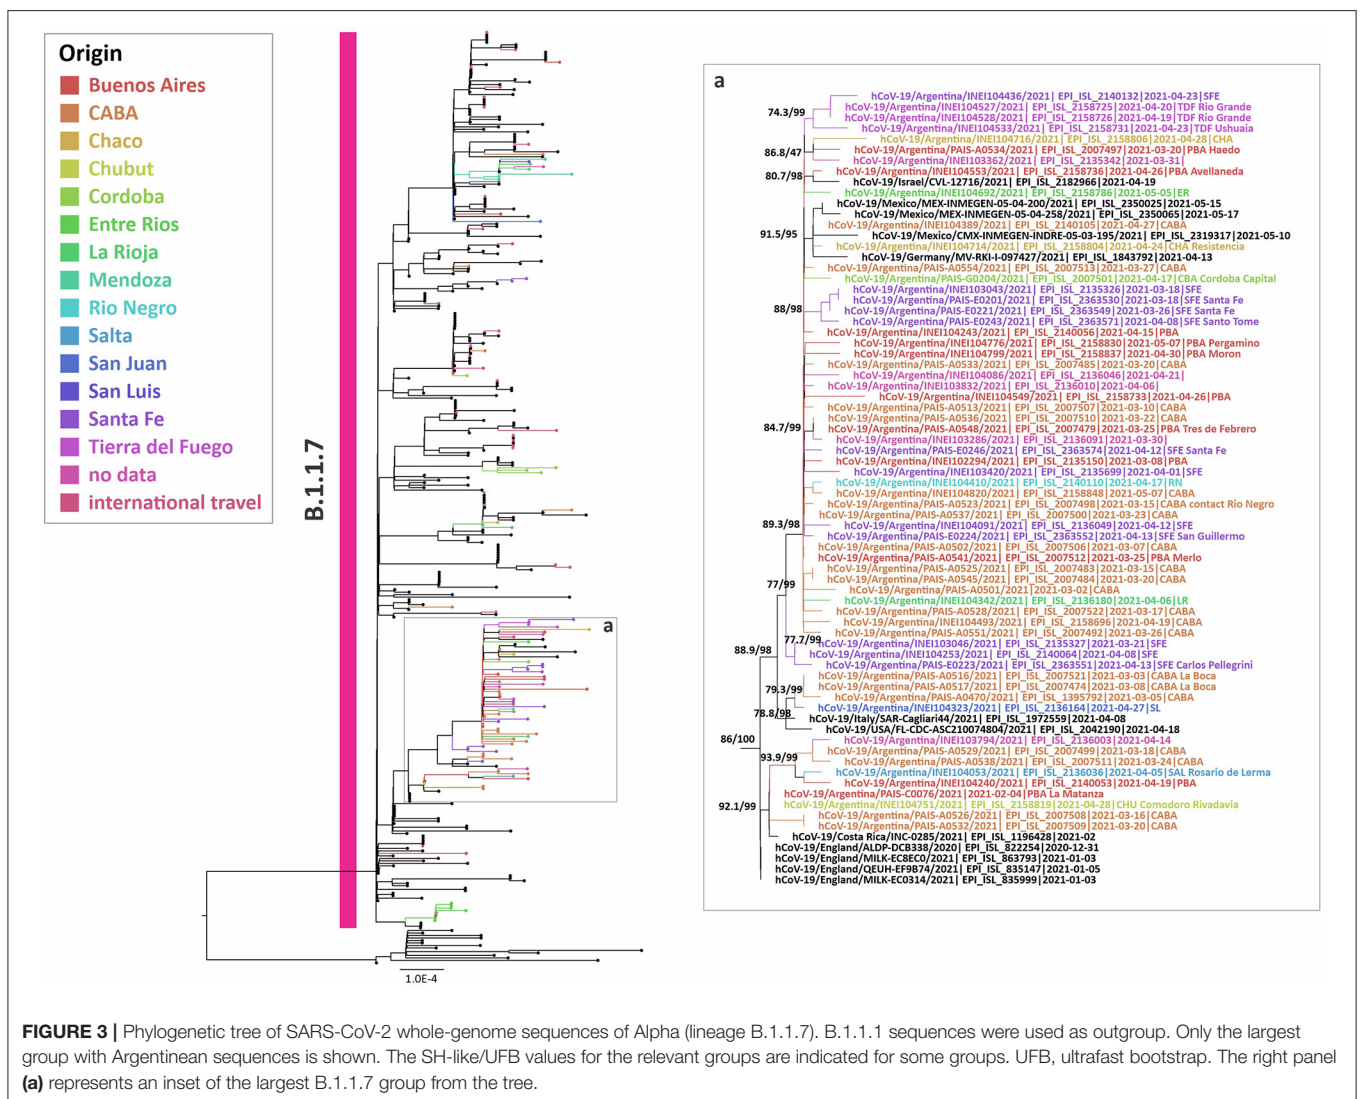 Origin
Buenos Aires
CABA
Chaco
Chubut
Cordoba
Entre Rios
La Rioja
Mendoza
Rio Negro
Salta
San Juan
San Luis
Santa Fe
Tierra del Fuego
no data
international travel
B.1.1.7
a
1.0E-4
a
hCoV-19/Argentina/INEI104436/2021| EPI_ISL_2140132|2021-04-23|SFE
74.3/99
hCoV-19/Argentina/INEI104527/2021| EPI_ISL_2158725|2021-04-20|TDF Rio Grande
hCoV-19/Argentina/INEI104528/2021| EPI_ISL_2158726|2021-04-19|TDF Rio Grande
hCoV-19/Argentina/INEI104533/2021| EPI_ISL_2158731|2021-04-23|TDF Ushuaia
hCoV-19/Argentina/INEI104716/2021| EPI_ISL_2158806|2021-04-28|CHA
86.8/47
hCoV-19/Argentina/PAIS-A0534/2021| EPI_ISL_2007497|2021-03-20|PBA Haedo
hCoV-19/Argentina/INEI103362/2021| EPI_ISL_2135342|2021-03-31|
80.7/98
hCoV-19/Argentina/INEI104553/2021| EPI_ISL_2158736|2021-04-26|PBA Avellaneda
hCoV-19/Israel/CVL-12716/2021| EPI_ISL_2182966|2021-04-19
hCoV-19/Argentina/INEI104692/2021| EPI_ISL_2158786|2021-05-05|ER
hCoV-19/Mexico/MEX-INMEGEN-05-04-200/2021| EPI_ISL_2350025|2021-05-15
hCoV-19/Mexico/MEX-INMEGEN-05-04-258/2021| EPI_ISL_2350065|2021-05-17
hCoV-19/Argentina/INEI104389/2021| EPI_ISL_2140105|2021-04-27|CABA
91.5/95
hCoV-19/Mexico/CMX-INMEGEN-INDRE-05-03-195/2021| EPI_ISL_2319317|2021-05-10
hCoV-19/Argentina/INEI104714/2021| EPI_ISL_2158804|2021-04-24|CHA Resistencia
hCoV-19/Germany/MV-RKI-I-097427/2021| EPI_ISL_1843792|2021-04-13
hCoV-19/Argentina/PAIS-A0554/2021| EPI_ISL_2007513|2021-03-27|CABA
hCoV-19/Argentina/PAIS-G0204/2021| EPI_ISL_2007501|2021-04-17|CBA Cordoba Capital
hCoV-19/Argentina/INEI103043/2021| EPI_ISL_2135326|2021-03-18|SFE
hCoV-19/Argentina/PAIS-E0201/2021| EPI_ISL_2363530|2021-03-18|SFE Santa Fe
88/98
hCoV-19/Argentina/PAIS-E0221/2021| EPI_ISL_2363549|2021-03-26|SFE Santa Fe
hCoV-19/Argentina/PAIS-E0243/2021| EPI_ISL_2363571|2021-04-08|SFE Santo Tome
hCoV-19/Argentina/INEI104243/2021| EPI_ISL_2140056|2021-04-15|PBA
hCoV-19/Argentina/INEI104776/2021| EPI_ISL_2158830|2021-05-07|PBA Pergamino
hCoV-19/Argentina/INEI104799/2021| EPI_ISL_2158837|2021-04-30|PBA Moron
hCoV-19/Argentina/PAIS-A0533/2021| EPI_ISL_2007485|2021-03-20|CABA
hCoV-19/Argentina/INEI104086/2021| EPI_ISL_2136046|2021-04-21|
hCoV-19/Argentina/INEI103832/2021| EPI_ISL_2136010|2021-04-06|
hCoV-19/Argentina/INEI104549/2021| EPI_ISL_2158733|2021-04-26|PBA
hCoV-19/Argentina/PAIS-A0513/2021| EPI_ISL_2007507|2021-03-10|CABA
hCoV-19/Argentina/PAIS-A0536/2021| EPI_ISL_2007510|2021-03-22|CABA
84.7/99
hCoV-19/Argentina/PAIS-A0548/2021| EPI_ISL_2007479|2021-03-25|PBA Tres de Febrero
hCoV-19/Argentina/INEI103286/2021| EPI_ISL_2136091|2021-03-30|
hCoV-19/Argentina/PAIS-E0246/2021| EPI_ISL_2363574|2021-04-12|SFE Santa Fe
hCoV-19/Argentina/INEI102294/2021| EPI_ISL_2135150|2021-03-08|PBA
hCoV-19/Argentina/INEI103420/2021| EPI_ISL_2135699|2021-04-01|SFE
hCoV-19/Argentina/INEI104410/2021| EPI_ISL_2140110|2021-04-17|RN
hCoV-19/Argentina/INEI104820/2021| EPI_ISL_2158848|2021-05-07|CABA
hCoV-19/Argentina/PAIS-A0523/2021| EPI_ISL_2007498|2021-03-15|CABA contact Rio Negro
hCoV-19/Argentina/PAIS-A0537/2021| EPI_ISL_2007500|2021-03-23|CABA
89.3/98
hCoV-19/Argentina/INEI104091/2021| EPI_ISL_2136049|2021-04-12|SFE
hCoV-19/Argentina/PAIS-E0224/2021| EPI_ISL_2363552|2021-04-13|SFE San Guillermo
hCoV-19/Argentina/PAIS-A0502/2021| EPI_ISL_2007506|2021-03-07|CABA
hCoV-19/Argentina/PAIS-A0541/2021| EPI_ISL_2007512|2021-03-25|PBA Merlo
hCoV-19/Argentina/PAIS-A0525/2021| EPI_ISL_2007483|2021-03-15|CABA
hCoV-19/Argentina/PAIS-A0545/2021| EPI_ISL_2007484|2021-03-20|CABA
77/99
hCoV-19/Argentina/PAIS-A0501/2021| EPI_ISL_2021-03-02|CABA
hCoV-19/Argentina/INEI104342/2021| EPI_ISL_2136180|2021-04-06|LR
hCoV-19/Argentina/PAIS-A0528/2021| EPI_ISL_2007522|2021-03-17|CABA
hCoV-19/Argentina/INEI104493/2021| EPI_ISL_2158696|2021-04-19|CABA
hCoV-19/Argentina/PAIS-A0551/2021| EPI_ISL_2007492|2021-03-26|CABA
77.7/99
hCoV-19/Argentina/INEI103046/2021| EPI_ISL_2135327|2021-03-21|SFE
88.9/98
hCoV-19/Argentina/INEI104253/2021| EPI_ISL_2140064|2021-04-08|SFE
hCoV-19/Argentina/PAIS-E0223/2021| EPI_ISL_2363551|2021-04-13|SFE Carlos Pellegrini
hCoV-19/Argentina/PAIS-A0516/2021| EPI_ISL_2007521|2021-03-03|CABA La Boca
79.3/99
hCoV-19/Argentina/PAIS-A0517/2021| EPI_ISL_2007474|2021-03-08|CABA La Boca
hCoV-19/Argentina/PAIS-A0470/2021| EPI_ISL_1395792|2021-03-05|CABA
hCoV-19/Argentina/INEI104323/2021| EPI_ISL_2136164|2021-04-27|SL
78.8/98
hCoV-19/Italy/SAR-Cagliari44/2021| EPI_ISL_1972559|2021-04-08
hCoV-19/USA/FL-CDC-ASC210074804/2021| EPI_ISL_2042190|2021-04-18
86/100
hCoV-19/Argentina/INEI103794/2021| EPI_ISL_2136003|2021-04-14
hCoV-19/Argentina/PAIS-A0529/2021| EPI_ISL_2007489|2021-03-18|CABA
93.9/99
hCoV-19/Argentina/PAIS-A0538/2021| EPI_ISL_2007511|2021-03-24|CABA
hCoV-19/Argentina/INEI104053/2021| EPI_ISL_2136036|2021-04-05|SAL Rosario de Lerma
hCoV-19/Argentina/INEI104240/2021| EPI_ISL_2140053|2021-04-19|PBA
hCoV-19/Argentina/PAIS-C0076/2021|2021-02-04|PBA La Matanza
92.1/99
hCoV-19/Argentina/INEI104751/2021| EPI_ISL_2158819|2021-04-28|CHU Comodoro Rivadavia
hCoV-19/Argentina/PAIS-A0526/2021| EPI_ISL_2007508|2021-03-16|CABA
hCoV-19/Argentina/PAIS-A0532/2021| EPI_ISL_2007509|2021-03-20|CABA
hCoV-19/Costa Rica/INC-0285/2021| EPI_ISL_1196428|2021-02
hCoV-19/England/ALDP-DCB338/2020| EPI_ISL_822254|2020-12-31
hCoV-19/England/MILK-EC8EC0/2021| EPI_ISL_863793|2021-01-03
hCoV-19/England/QEUH-EF9B74/2021| EPI_ISL_835147|2021-01-05
hCoV-19/England/MILK-EC0314/2021| EPI_ISL_835999|2021-01-03
FIGURE 3 | Phylogenetic tree of SARS-CoV-2 whole-genome sequences of Alpha (lineage B.1.1.7). B.1.1.1 sequences were used as outgroup. Only the largest
group with Argentinean sequences is shown. The SH-like/UFB values for the relevant groups are indicated for some groups. UFB, ultrafast bootstrap. The right panel
(a) represents an inset of the largest B.1.1.7 group from the tree.